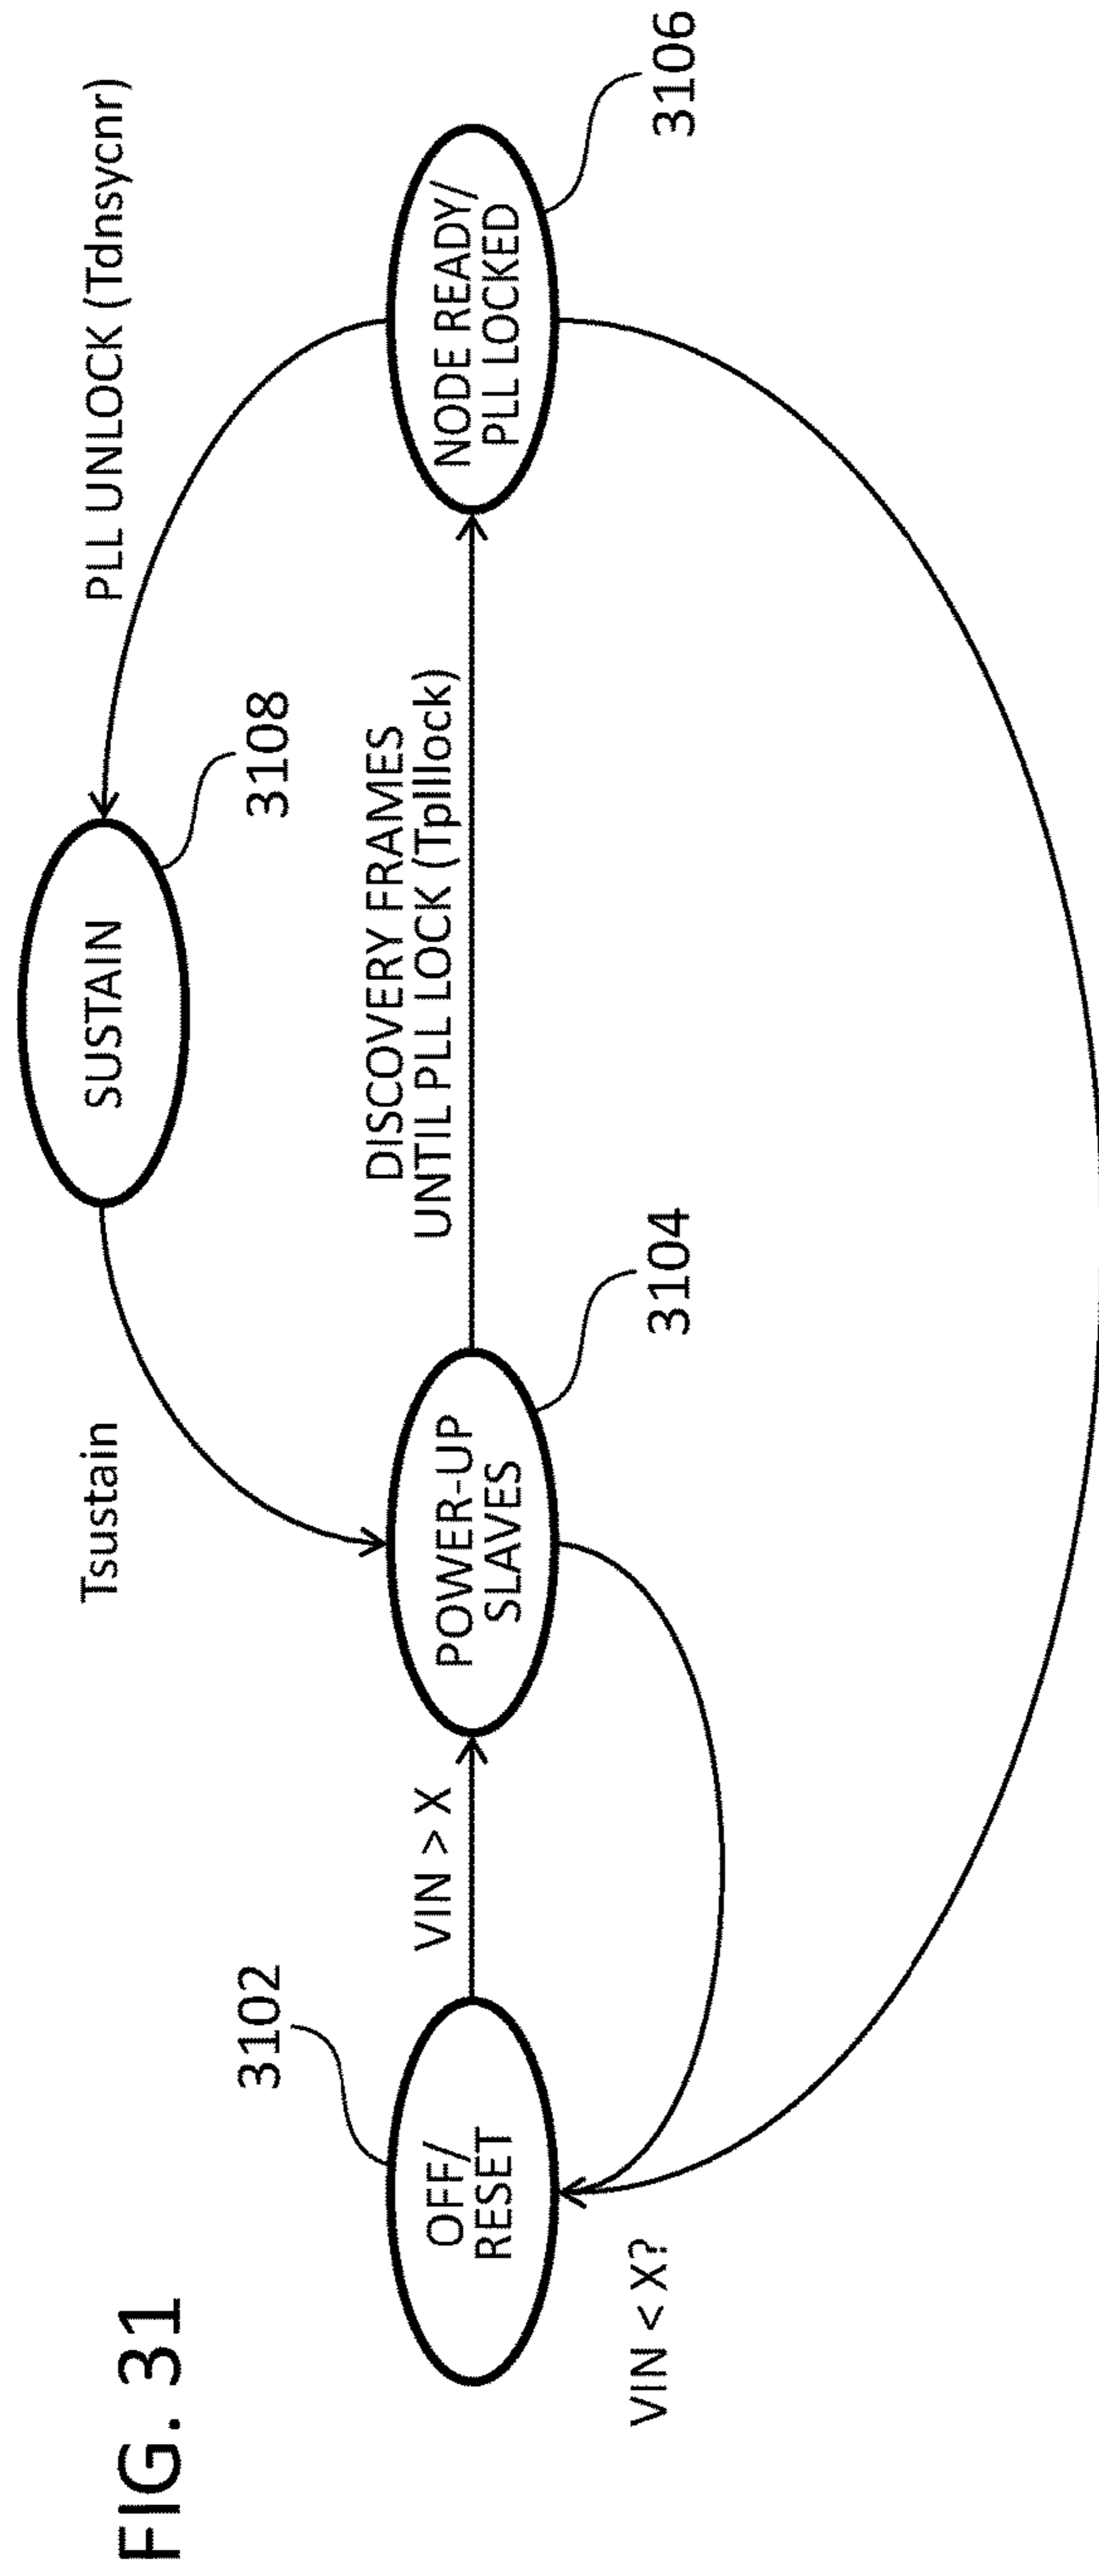 FIG. 31
Tsustain
SUSTAIN
3108
PLL UNLOCK (Tdnsycnr)
3102
OFF/
RESET
VIN > X
POWER-UP
SLAVES
3104
DISCOVERY FRAMES
UNTIL PLL LOCK (Tplllock)
NODE READY/
PLL LOCKED
3106
VIN < X?